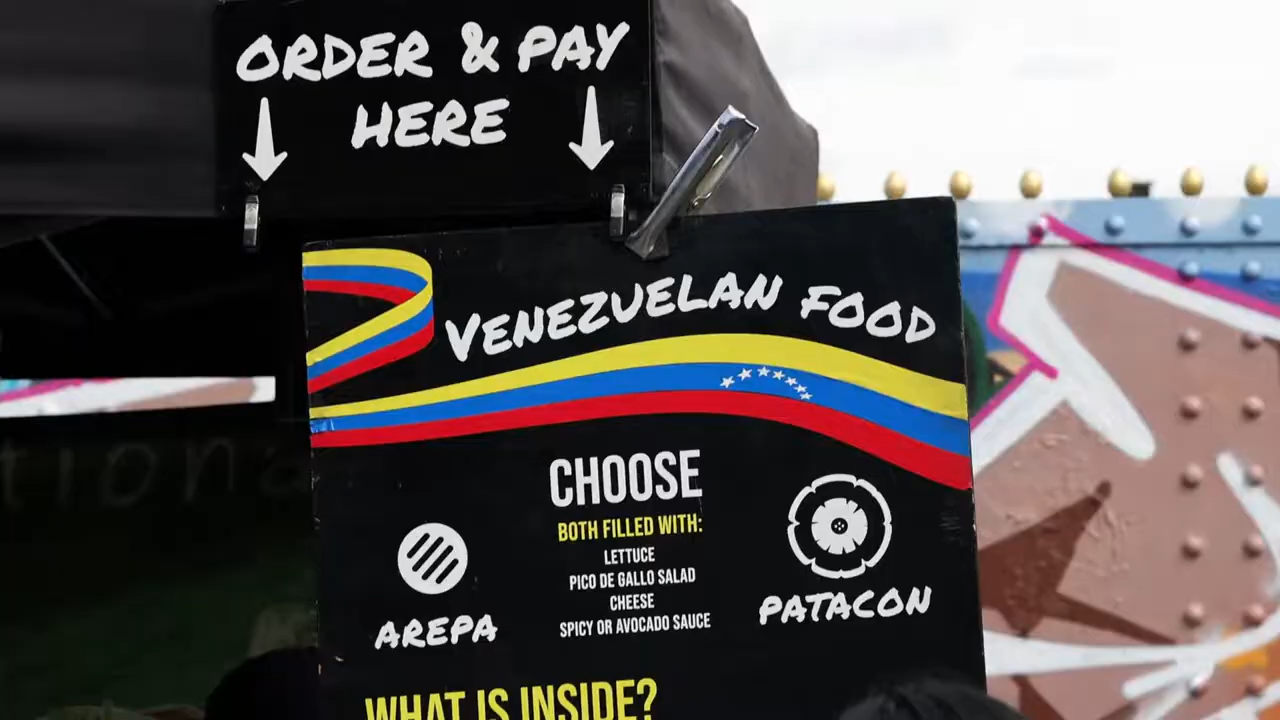 ORDER & PAY
HERE
VENEZUELAN FOOD
CHOOSE
BOTH FILLED WITH:
LETTUCE
PICO DE GALLO SALAD
CHEESE
SPICY OR AVOCADO SAUCE
AREPA
PATACON
WHAT IS INSIDE?